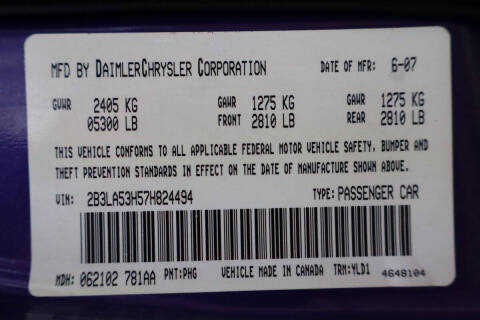 MFD BY DAIMLERCHRYSLER CORPORATION DATE OF MFR: 6-07
GVWR 2405 KG GAWR 1275 KG GAWR 1275 KG
05300 LB FRONT 2810 LB REAR 2810 LB
THIS VEHICLE CONFORMS TO ALL APPLICABLE FEDERAL MOTOR VEHICLE SAFETY, BUMPER AND
THEFT PREVENTION STANDARDS IN EFFECT ON THE DATE OF MANUFACTURE SHOWN ABOVE.
VIN: 2B3LA53H57H824494 TYPE: PASSENGER CAR
MDH: 062102 781AA PNT:PHG VEHICLE MADE IN CANADA TRM:YLD1 4648104